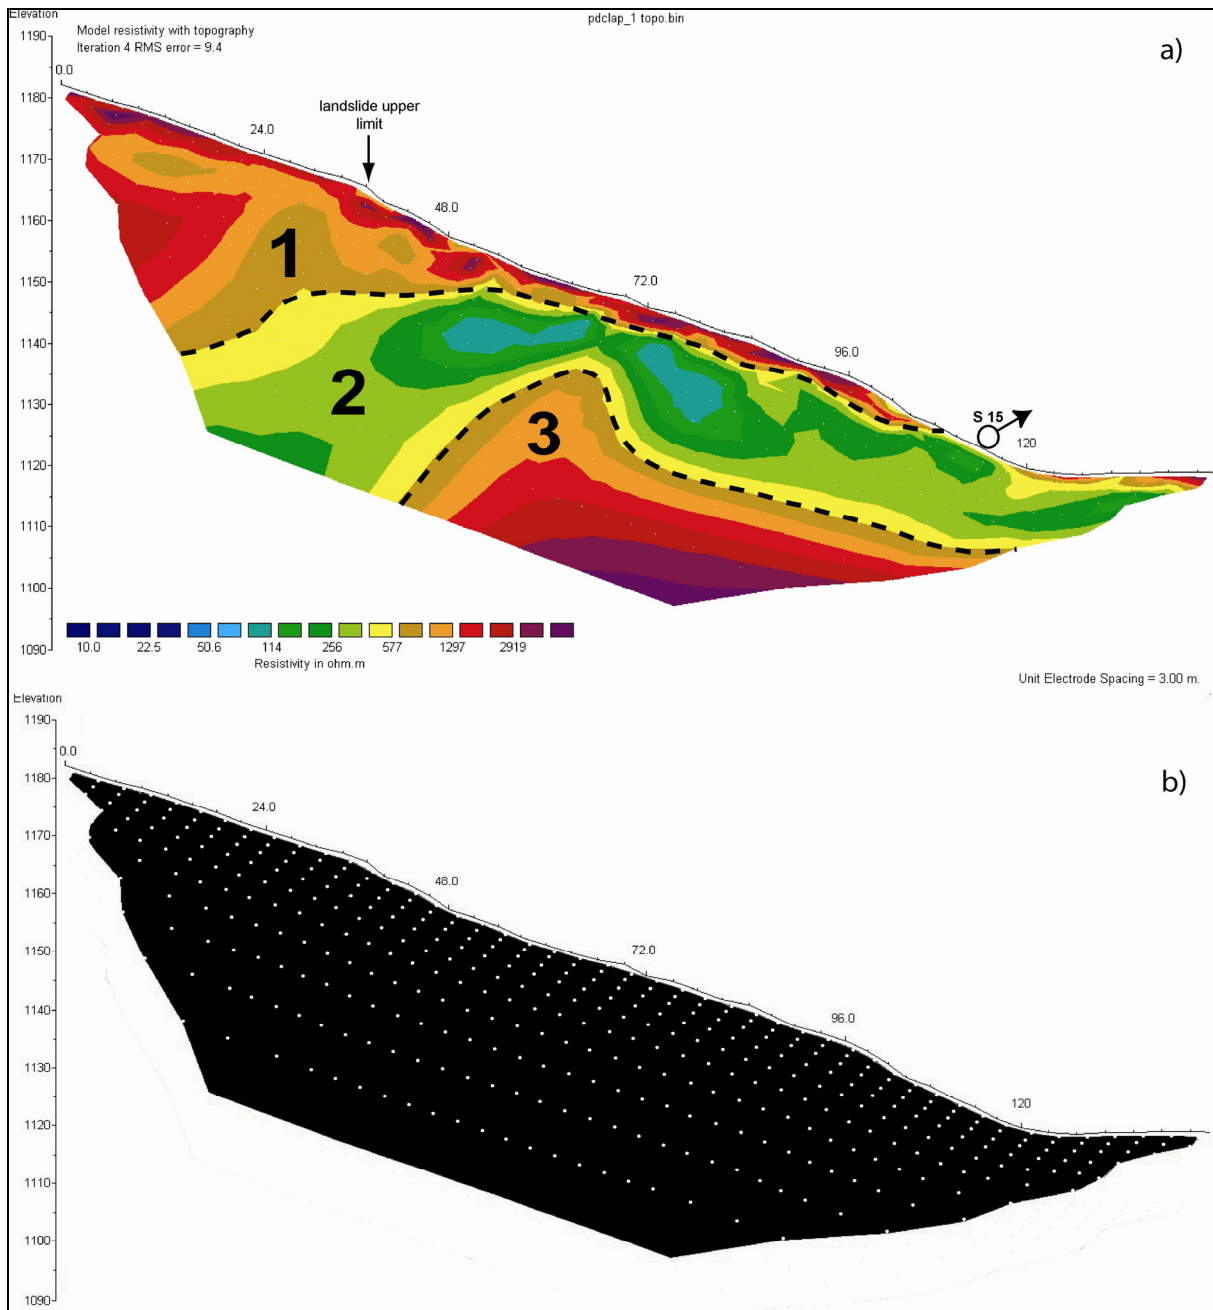 Elevation
pdclap_1 topo.bin
Model resistivity with topography
Iteration 4 RMS error = 9.4
a)
1190
0.0
1180
landslide upper
limit
24.0
1170
48.0
1160
1
1150
72.0
1140
96.0
2
1130
3
S 15
120
1120
1110
1100
1090
10.0 22.5 50.6 114 256 577 1297 2919
Resistivity in ohm.m
Unit Electrode Spacing = 3.00 m.
Elevation
1190
0.0
1180
b)
24.0
1170
48.0
1160
1150
72.0
1140
96.0
1130
120
1120
1110
1100
1090